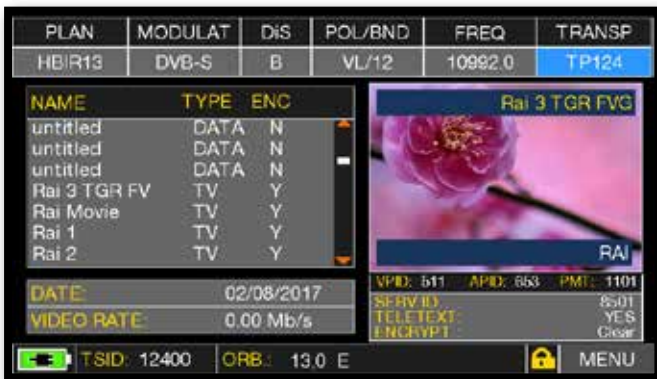 PLAN MODULAT DiS POL/BND FREQ TRANSP
HBIR13 DVB-S B VL/12 10992.0 TP124
NAME TYPE ENC
untitled DATA N
untitled DATA N
untitled DATA N
Rai 3 TGR FV TV Y
Rai Movie TV Y
Rai 1 TV Y
Rai 2 TV Y
Rai 3 TGR FVG
RAI
VPID: 511 APID: 653 PMT: 1101
SERV ID: 8501
TELETEXT: YES
ENCRYPT: Clear
DATE: 02/08/2017
VIDEO RATE: 0.00 Mb/s
TSID: 12400 ORB.: 13,0 E MENU